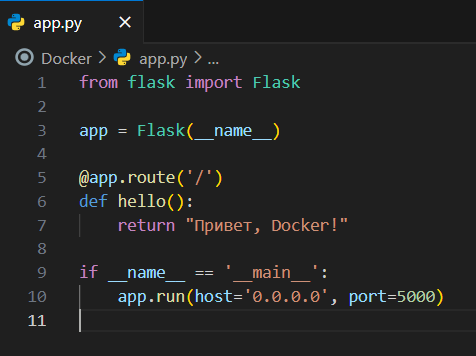 app.py
Docker > app.py > ...
1 from flask import Flask
2
3 app = Flask(__name__)
4
5 @app.route('/')
6 def hello():
7     return "Привет, Docker!"
8
9 if __name__ == '__main__':
10     app.run(host='0.0.0.0', port=5000)
11